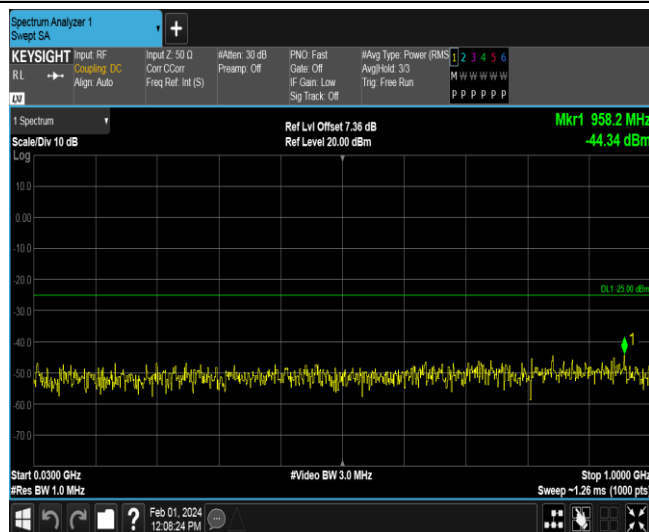 Spectrum Analyzer 1
Swept SA
+
KEYSIGHT
RL
LXI
Input: RF
Coupling: DC
Align: Auto
Input Z: 50 Ω
Corr CCorr
Freq Ref: Int (S)
#Atten: 30 dB
Preamp: Off
PNO: Fast
Gate: Off
IF Gain: Low
Sig Track: Off
#Avg Type: Power (RMS
Avg|Hold: 3/3
Trig: Free Run
1 2 3 4 5 6
M W W W W W
P P P P P P
1 Spectrum
Scale/Div 10 dB
Log
Ref Lvl Offset 7.36 dB
Ref Level 20.00 dBm
Mkr1 958.2 MHz
-44.34 dBm
10.0
0.00
-10.0
-20.0
DL1 -25.00 dBm
-30.0
-40.0
1
-50.0
-60.0
-70.0
Start 0.0300 GHz
#Res BW 1.0 MHz
#Video BW 3.0 MHz
Stop 1.0000 GHz
Sweep ~1.26 ms (1000 pts)
?
Feb 01, 2024
12:08:24 PM